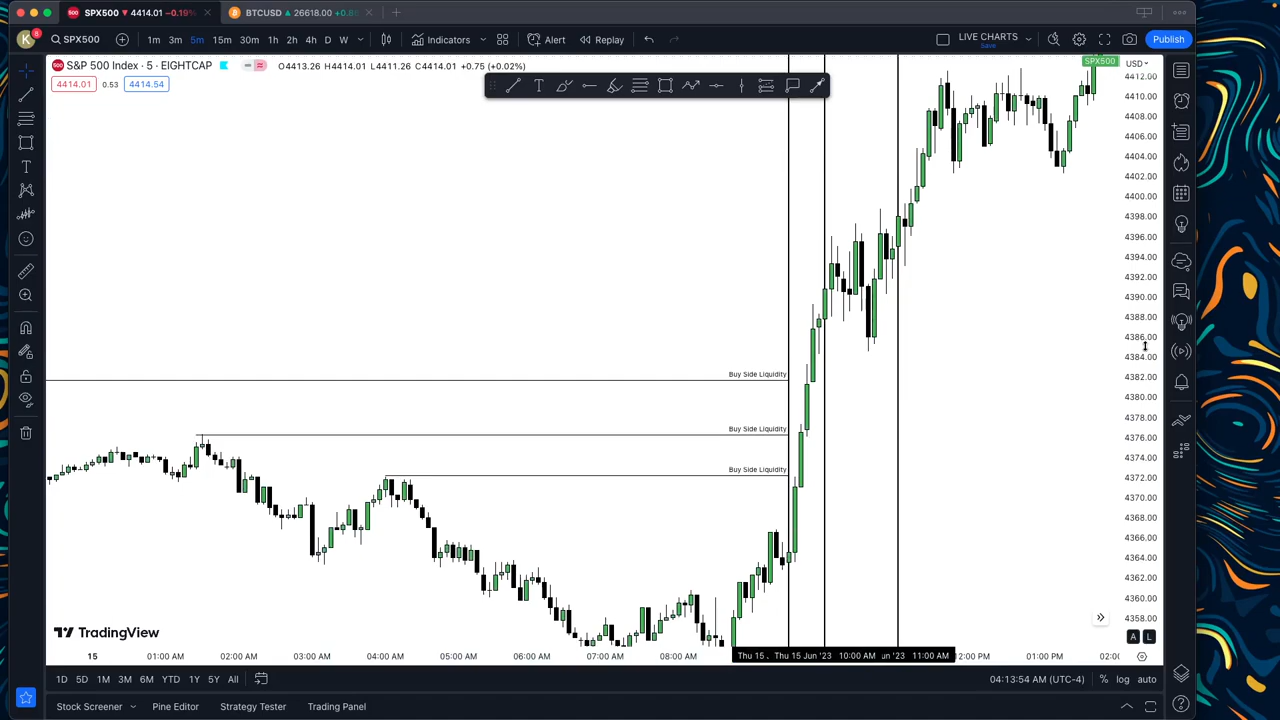 SPX500 ▼ 4414.01 −0.19%
BTCUSD ▲ 26618.00 +0.8
K 8 SPX500 1m 3m 5m 15m 30m 1h 2h 4h D W Indicators Alert Replay LIVE CHARTS Save Publish
S&P 500 Index · 5 · EIGHTCAP O4413.26 H4414.01 L4411.26 C4414.01 +0.75 (+0.02%)
4414.01 0.53 4414.54
SPX500 USD
4412.00
4410.00
4408.00
4406.00
4404.00
4402.00
4400.00
4398.00
4396.00
4394.00
4392.00
4390.00
4388.00
4386.00
4384.00
4382.00
4380.00
4378.00
4376.00
4374.00
4372.00
4370.00
4368.00
4366.00
4364.00
4362.00
4360.00
4358.00
Buy Side Liquidity
Buy Side Liquidity
Buy Side Liquidity
TradingView
A L
15 01:00 AM 02:00 AM 03:00 AM 04:00 AM 05:00 AM 06:00 AM 07:00 AM 08:00 AM Thu 15 . Thu 15 Jun '23 10:00 AM un '23 11:00 AM 2:00 PM 01:00 PM 02:0
1D 5D 1M 3M 6M YTD 1Y 5Y All 04:13:54 AM (UTC-4) % log auto
Stock Screener Pine Editor Strategy Tester Trading Panel